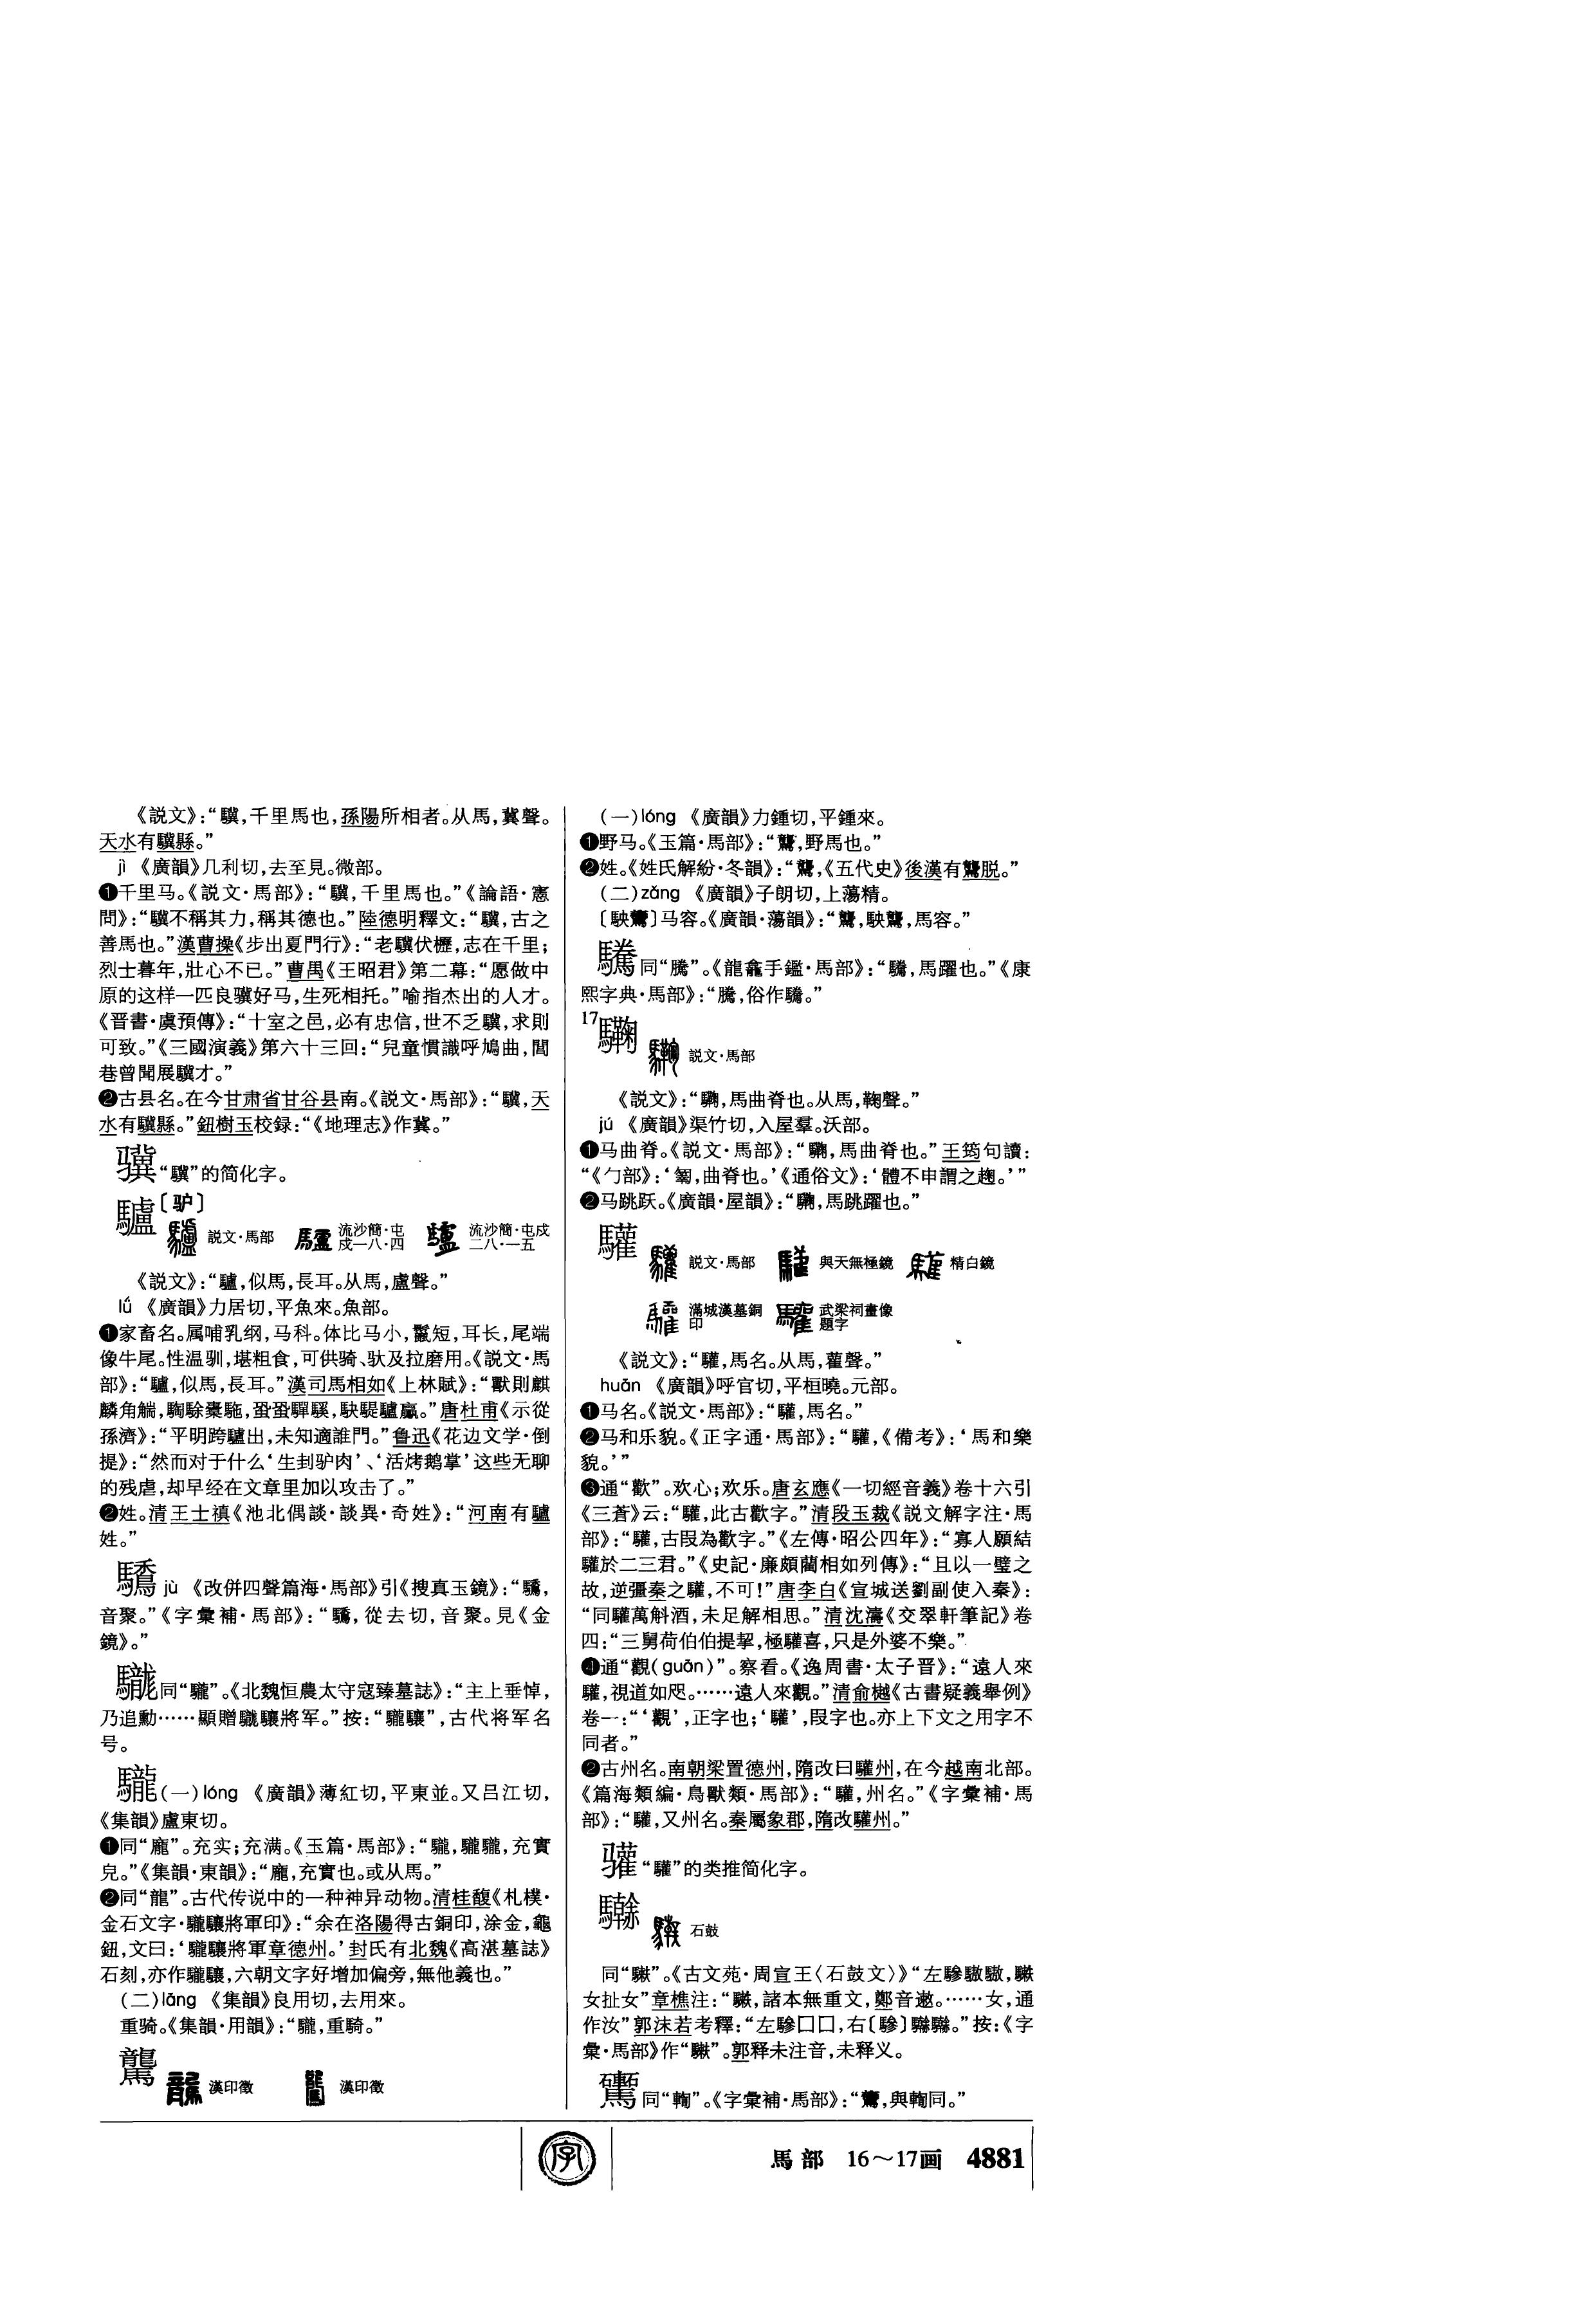 《説文》：“驥，千里馬也，孫陽所相者。从馬，冀聲。
天水有驥縣。”
jì 《廣韻》几利切，去至見。微部。
❶千里马。《説文·馬部》：“驥，千里馬也。”《論語·憲
問》：“驥不稱其力，稱其德也。”陸德明釋文：“驥，古之
善馬也。”漢曹操《步出夏門行》：“老驥伏櫪，志在千里；
烈士暮年，壯心不已。”曹禺《王昭君》第二幕：“愿做中
原的这样一匹良骥好马，生死相托。”喻指杰出的人才。
《晋書·虞預傳》：“十室之邑，必有忠信，世不乏驥，求則
可致。”《三國演義》第六十三回：“兒童慣識呼鳩曲，閭
巷曾聞展驥才。”
❷古县名。在今甘肃省甘谷县南。《説文·馬部》：“驥，天
水有驥縣。”鈕樹玉校録：“《地理志》作冀。”
骥 “驥”的简化字。
驢〔驴〕
説文·馬部 流沙簡·屯戍一八·四 流沙簡·屯戍二八·一五
《説文》：“驢，似馬，長耳。从馬，盧聲。”
lǘ 《廣韻》力居切，平魚來。魚部。
❶家畜名。属哺乳纲，马科。体比马小，鬣短，耳长，尾端
像牛尾。性温驯，堪粗食，可供骑、驮及拉磨用。《説文·馬
部》：“驢，似馬，長耳。”漢司馬相如《上林賦》：“獸則麒
麟角䚎，騊駼橐駞，蛩蛩驒騱，駃騠驢驘。”唐杜甫《示從
孫濟》：“平明跨驢出，未知適誰門。”鲁迅《花边文学·倒
提》：“然而对于什么‘生刲驴肉’、‘活烤鹅掌’这些无聊
的残虐，却早经在文章里加以攻击了。”
❷姓。清王士禛《池北偶談·談異·奇姓》：“河南有驢
姓。”
jù 《改併四聲篇海·馬部》引《搜真玉鏡》：“，
音聚。”《字彙補·馬部》：“，從去切，音聚。見《金
鏡》。”
同“驡”。《北魏恒農太守寇臻墓誌》：“主上垂悼，
乃追勳……顯贈驤將军。”按：“驤”，古代将军名
号。
（一）lóng 《廣韻》薄紅切，平東並。又吕江切，
《集韻》盧東切。
❶同“龐”。充实；充满。《玉篇·馬部》：“，充實
皃。”《集韻·東韻》：“龐，充實也。或从馬。”
❷同“龍”。古代传说中的一种神异动物。清桂馥《札樸·
金石文字·驤將軍印》：“余在洛陽得古銅印，涂金，龜
鈕，文曰：‘驤將軍章德州。’封氏有北魏《高湛墓誌》
石刻，亦作驤，六朝文字好增加偏旁，無他義也。”
（二）lǎng 《集韻》良用切，去用來。
重骑。《集韻·用韻》：“，重騎。”
驡
漢印徵 漢印徵
（一）lóng 《廣韻》力鍾切，平鍾來。
❶野马。《玉篇·馬部》：“驡，野馬也。”
❷姓。《姓氏解紛·冬韻》：“驡，《五代史》後漢有驡脱。”
（二）zǎng 《廣韻》子朗切，上蕩精。
〔駚驡〕马容。《廣韻·蕩韻》：“驡，駚驡，馬容。”
同“騰”。《龍龕手鑑·馬部》：“，馬躍也。”《康
熙字典·馬部》：“騰，俗作。”
17 驧
説文·馬部
《説文》：“驧，馬曲脊也。从馬，鞠聲。”
jú 《廣韻》渠竹切，入屋羣。沃部。
❶马曲脊。《説文·馬部》：“驧，馬曲脊也。”王筠句讀：
“《勹部》：‘匑，曲脊也。’《通俗文》：‘體不申謂之趜。’”
❷马跳跃。《廣韻·屋韻》：“驧，馬跳躍也。”
驩
説文·馬部 與天無極鏡 精白鏡
滿城漢墓銅印 武梁祠畫像題字
《説文》：“驩，馬名。从馬，雚聲。”
huān 《廣韻》呼官切，平桓曉。元部。
❶马名。《説文·馬部》：“驩，馬名。”
❷马和乐貌。《正字通·馬部》：“驩，《備考》：‘馬和樂
貌。’”
❸通“歡”。欢心；欢乐。唐玄應《一切經音義》卷十六引
《三蒼》云：“驩，此古歡字。”清段玉裁《説文解字注·馬
部》：“驩，古叚為歡字。”《左傳·昭公四年》：“寡人願結
驩於二三君。”《史記·廉頗藺相如列傳》：“且以一璧之
故，逆彊秦之驩，不可！”唐李白《宣城送劉副使入秦》：
“同驩萬斛酒，未足解相思。”清沈濤《交翠軒筆記》卷
四：“三舅荷伯伯提挈，極驩喜，只是外婆不樂。”
❹通“觀（guān）”。察看。《逸周書·太子晋》：“遠人來
驩，視道如咫。……遠人來觀。”清俞樾《古書疑義舉例》
卷一：“‘觀’，正字也；‘驩’，叚字也。亦上下文之用字不
同者。”
❷古州名。南朝梁置德州，隋改曰驩州，在今越南北部。
《篇海類編·鳥獸類·馬部》：“驩，州名。”《字彙補·馬
部》：“驩，又州名。秦屬象郡，隋改驩州。”
“驩”的类推简化字。
石鼓
同“”。《古文苑·周宣王〈石鼓文〉》“左驂驐驐，
女扯女”章樵注：“，諸本無重文，鄭音遬。……女，通
作汝”郭沫若考釋：“左驂口口，右〔驂〕。”按：《字
彙·馬部》作“”。郭释未注音，未释义。
同“”。《字彙補·馬部》：“，與同。”
字
馬部 16～17画 4881